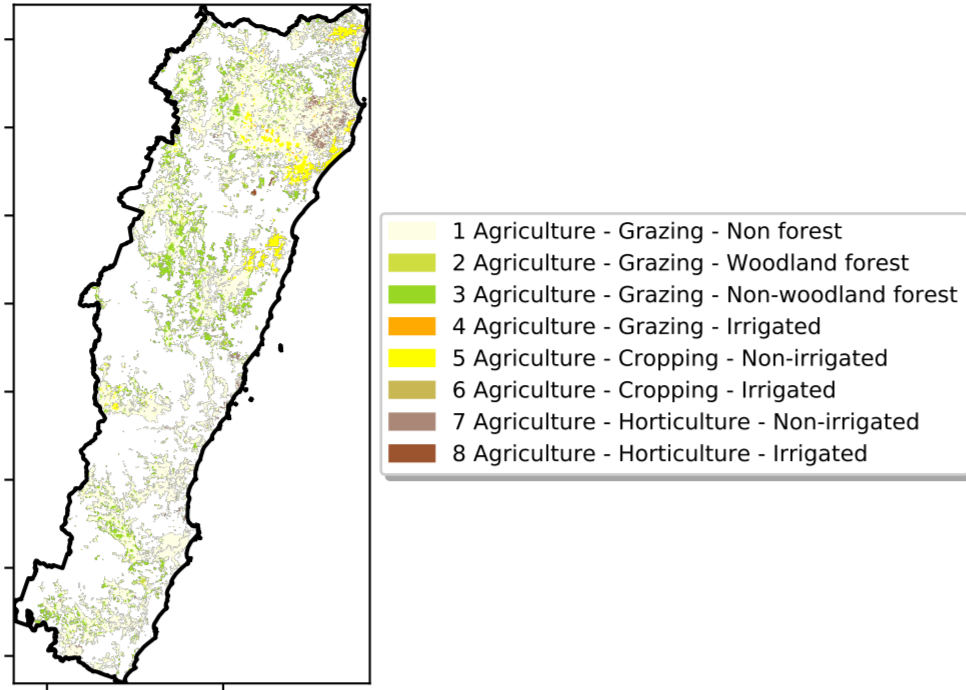 1 Agriculture - Grazing - Non forest
2 Agriculture - Grazing - Woodland forest
3 Agriculture - Grazing - Non-woodland forest
4 Agriculture - Grazing - Irrigated
5 Agriculture - Cropping - Non-irrigated
6 Agriculture - Cropping - Irrigated
7 Agriculture - Horticulture - Non-irrigated
8 Agriculture - Horticulture - Irrigated